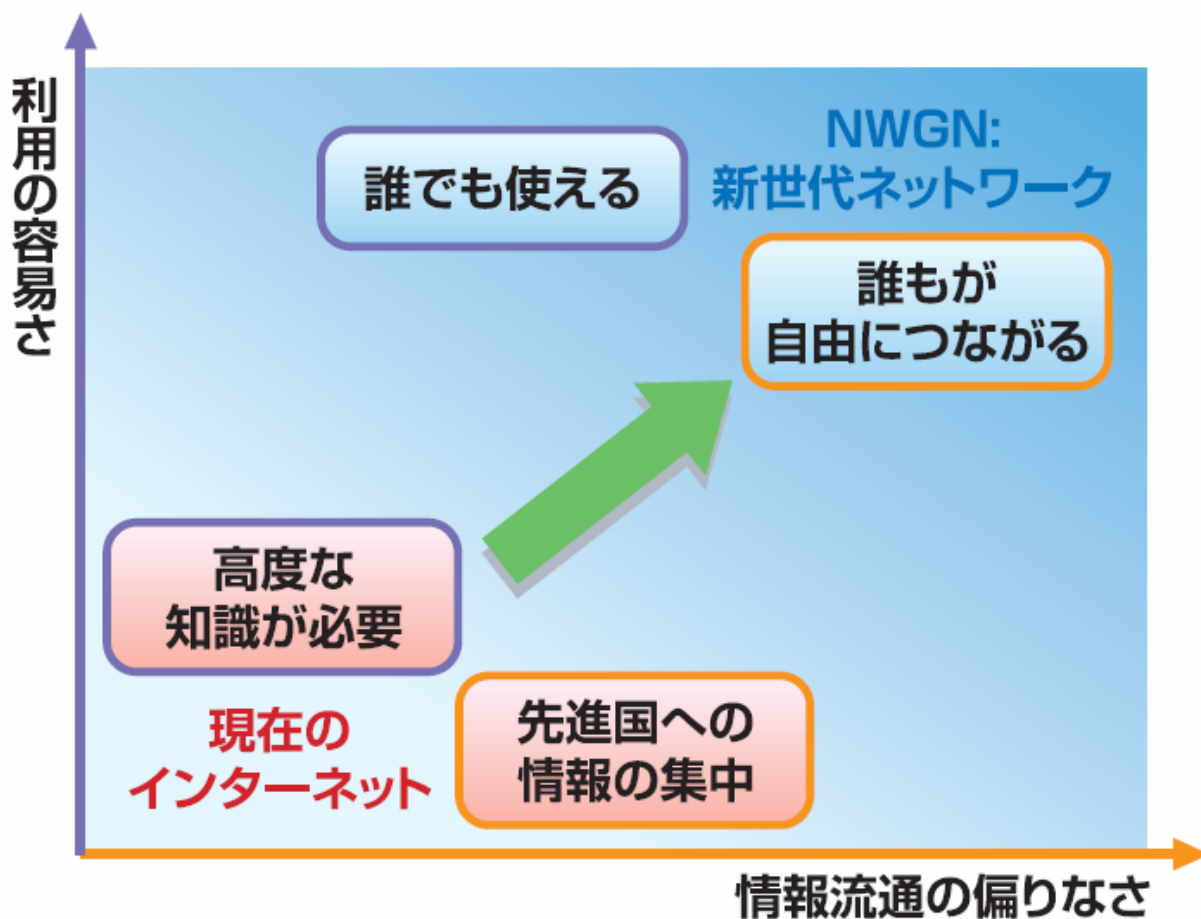 利用の容易さ
誰でも使える
NWGN:
新世代ネットワーク
誰もが
自由につながる
高度な
知識が必要
現在の
インターネット
先進国への
情報の集中
情報流通の偏りなさ